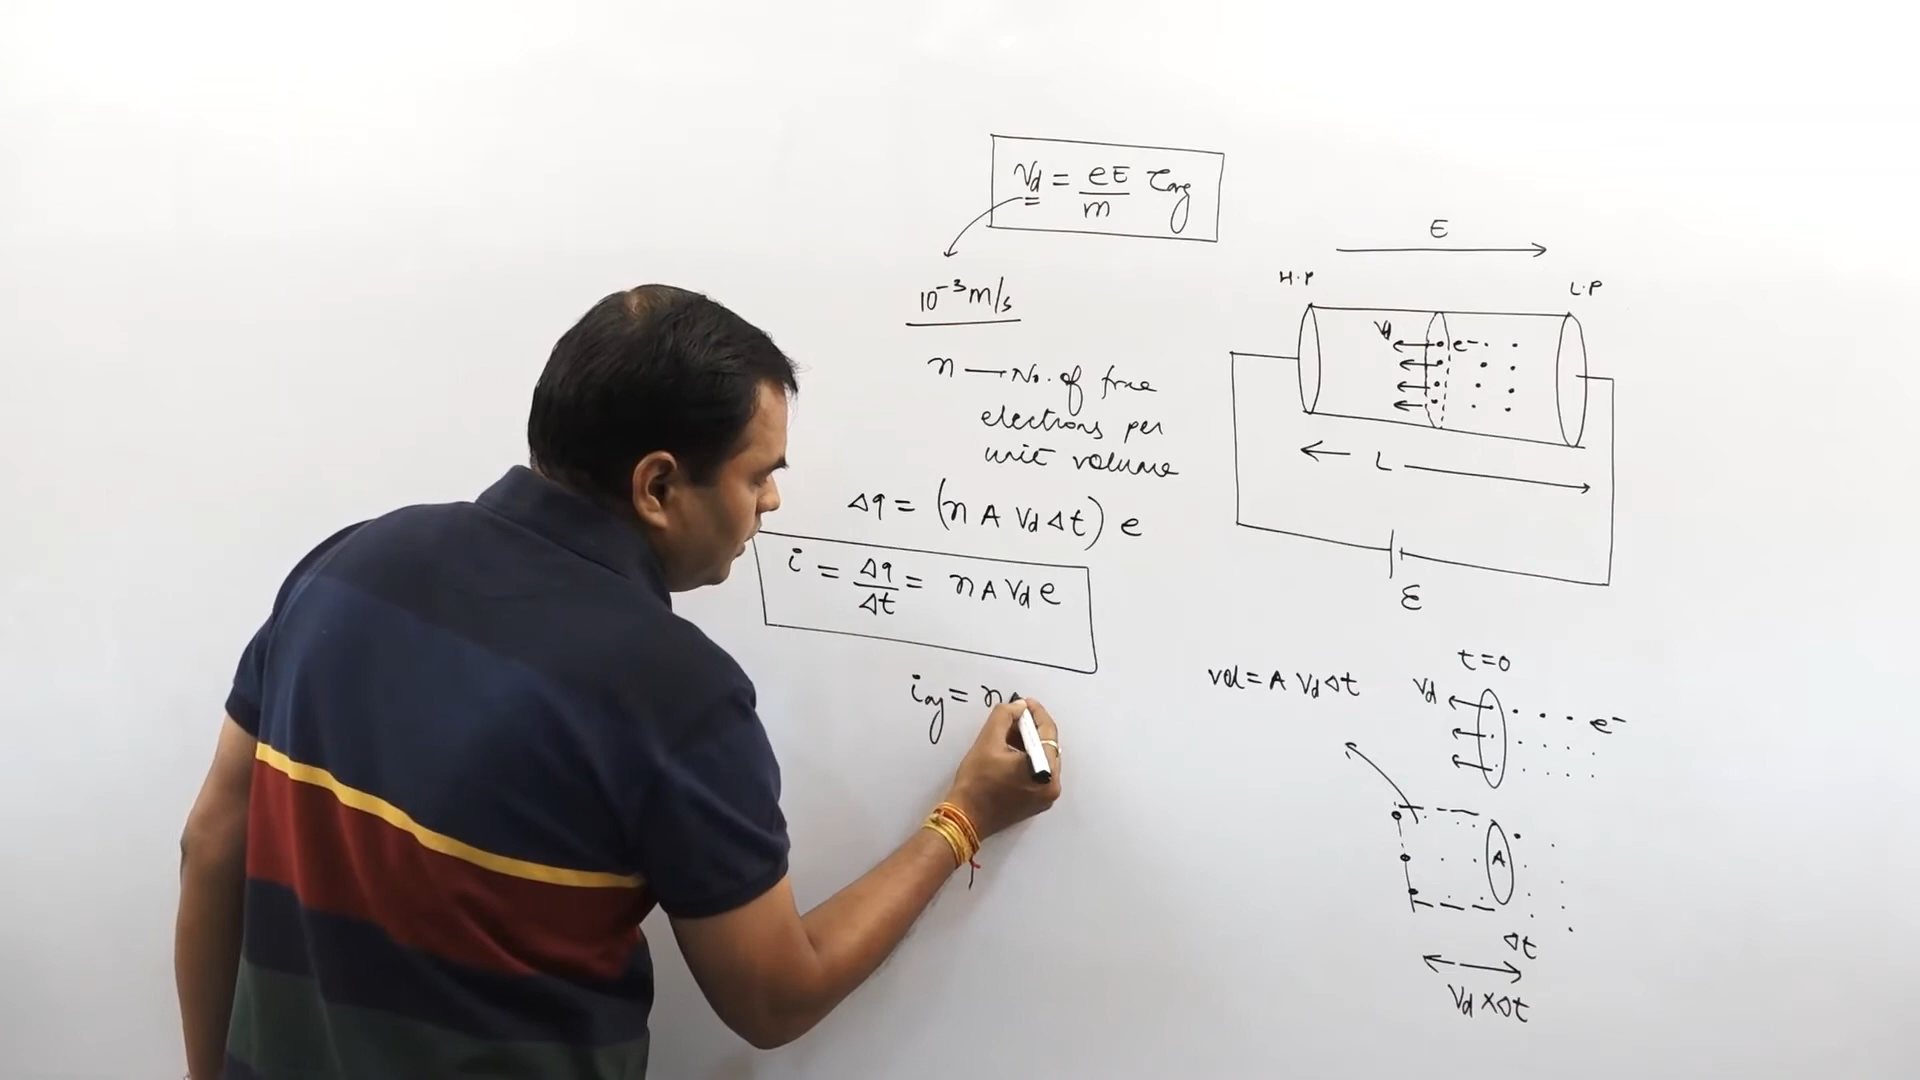 Vd = eE/m τavg
10⁻³ m/s
n → No. of free
electrons per
unit volume
Δq = (n A Vd Δt) e
i = Δq/Δt = n A Vd e
iavg = nA
E
H.P
L.P
Vd
e-
L
ε
t=0
vol = A Vd Δt
Vd
e-
A
Δt
Vd × Δt